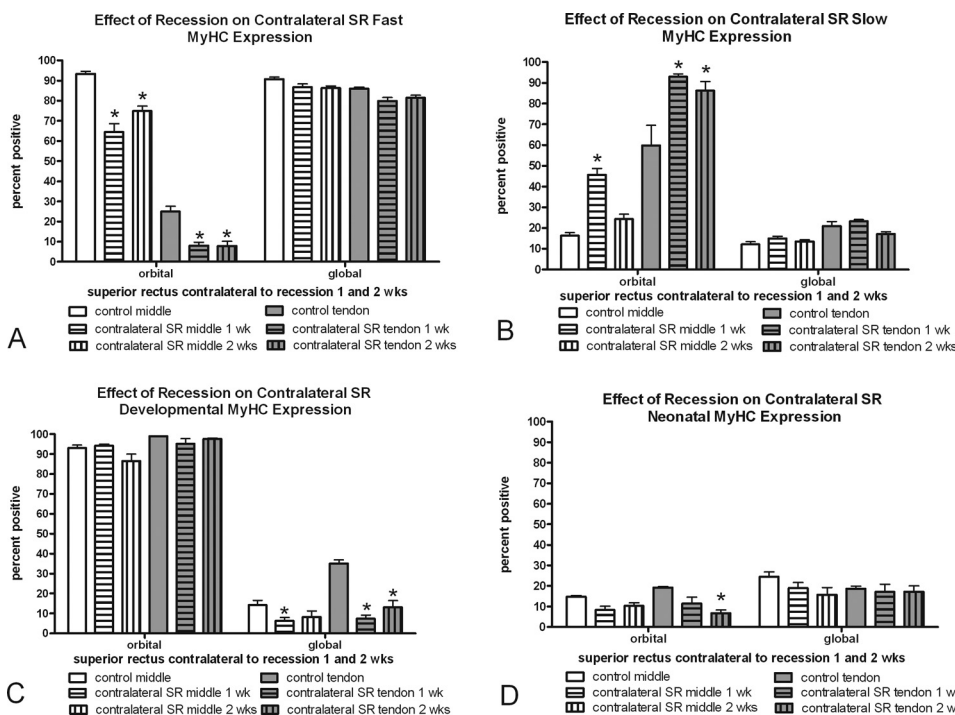 Effect of Recession on Contralateral SR Fast
MyHC Expression
percent positive
100
90
80
70
60
50
40
30
20
10
0
*
*
*
*
orbital
global
superior rectus contralateral to recession 1 and 2 wks
control middle
control tendon
contralateral SR middle 1 wk
contralateral SR tendon 1 wk
contralateral SR middle 2 wks
contralateral SR tendon 2 wks
A
Effect of Recession on Contralateral SR Slow
MyHC Expression
percent positive
100
90
80
70
60
50
40
30
20
10
0
*
*
*
orbital
global
superior rectus contralateral to recession 1 and 2 wks
control middle
control tendon
contralateral SR middle 1 wk
contralateral SR tendon 1 wk
contralateral SR middle 2 wks
contralateral SR tendon 2 wks
B
Effect of Recession on Contralateral SR
Developmental MyHC Expression
percent positive
100
90
80
70
60
50
40
30
20
10
0
*
*
*
orbital
global
superior rectus contralateral to recession 1 and 2 wks
control middle
control tendon
contralateral SR middle 1 wk
contralateral SR tendon 1 wk
contralateral SR middle 2 wks
contralateral SR tendon 2 wks
C
Effect of Recession on Contralateral SR
Neonatal MyHC Expression
percent positive
100
90
80
70
60
50
40
30
20
10
0
*
orbital
global
superior rectus contralateral to recession 1 and 2 wks
control middle
control tendon
contralateral SR middle 1 wk
contralateral SR tendon 1 wk
contralateral SR middle 2 wks
contralateral SR tendon 2 w
D